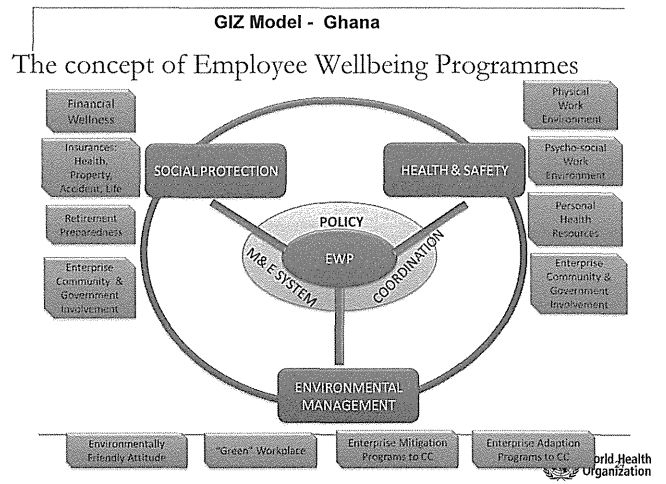 GIZ Model - Ghana
The concept of Employee Wellbeing Programmes
Financial
Wellness
Insurances:
Health,
Property,
Accident, Life
Retirement
Preparedness
Enterprise
Community &
Government
Involvement
SOCIAL PROTECTION
HEALTH & SAFETY
POLICY
EWP
M& E SYSTEM
COORDINATION
ENVIRONMENTAL
MANAGEMENT
Physical
Work
Environment
Psycho-social
Work
Environment
Personal
Health
Resources
Enterprise
Community &
Government
Involvement
Environmentally
Friendly Attitude
"Green" Workplace
Enterprise Mitigation
Programs to CC
Enterprise Adaption
Programs to CC
orld Health
Organization